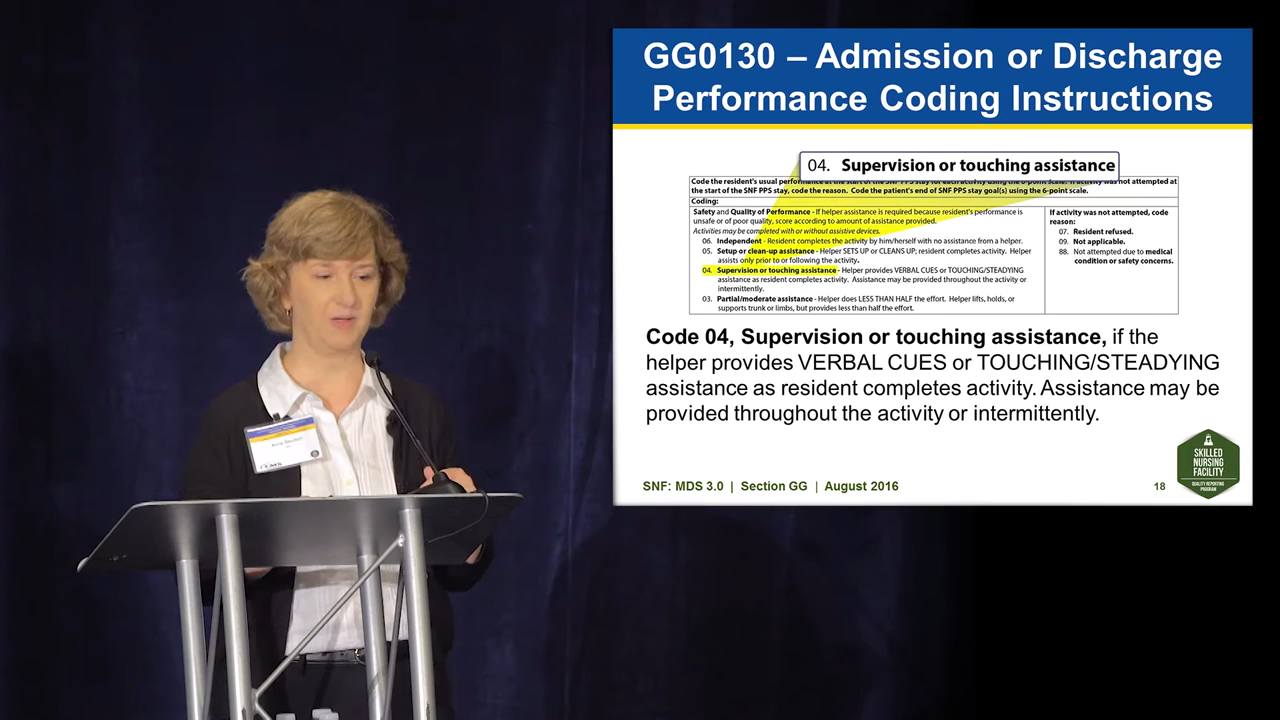 GG0130 – Admission or Discharge
Performance Coding Instructions
04. Supervision or touching assistance
Code the resident's usual performance at the start of the SNF PPS stay for each activity using the 6-point scale. If activity was not attempted at
the start of the SNF PPS stay, code the reason. Code the patient's end of SNF PPS stay goal(s) using the 6-point scale.
Coding:
Safety and Quality of Performance - If helper assistance is required because resident's performance is
unsafe or of poor quality, score according to amount of assistance provided.
Activities may be completed with or without assistive devices.
06. Independent - Resident completes the activity by him/herself with no assistance from a helper.
05. Setup or clean-up assistance - Helper SETS UP or CLEANS UP; resident completes activity. Helper
assists only prior to or following the activity.
04. Supervision or touching assistance - Helper provides VERBAL CUES or TOUCHING/STEADYING
assistance as resident completes activity. Assistance may be provided throughout the activity or
intermittently.
03. Partial/moderate assistance - Helper does LESS THAN HALF the effort. Helper lifts, holds, or
supports trunk or limbs, but provides less than half the effort.
If activity was not attempted, code
reason:
07. Resident refused.
09. Not applicable.
88. Not attempted due to medical
condition or safety concerns.
Code 04, Supervision or touching assistance, if the
helper provides VERBAL CUES or TOUCHING/STEADYING
assistance as resident completes activity. Assistance may be
provided throughout the activity or intermittently.
SNF: MDS 3.0 | Section GG | August 2016
18
SKILLED
NURSING
FACILITY
QUALITY REPORTING
PROGRAM